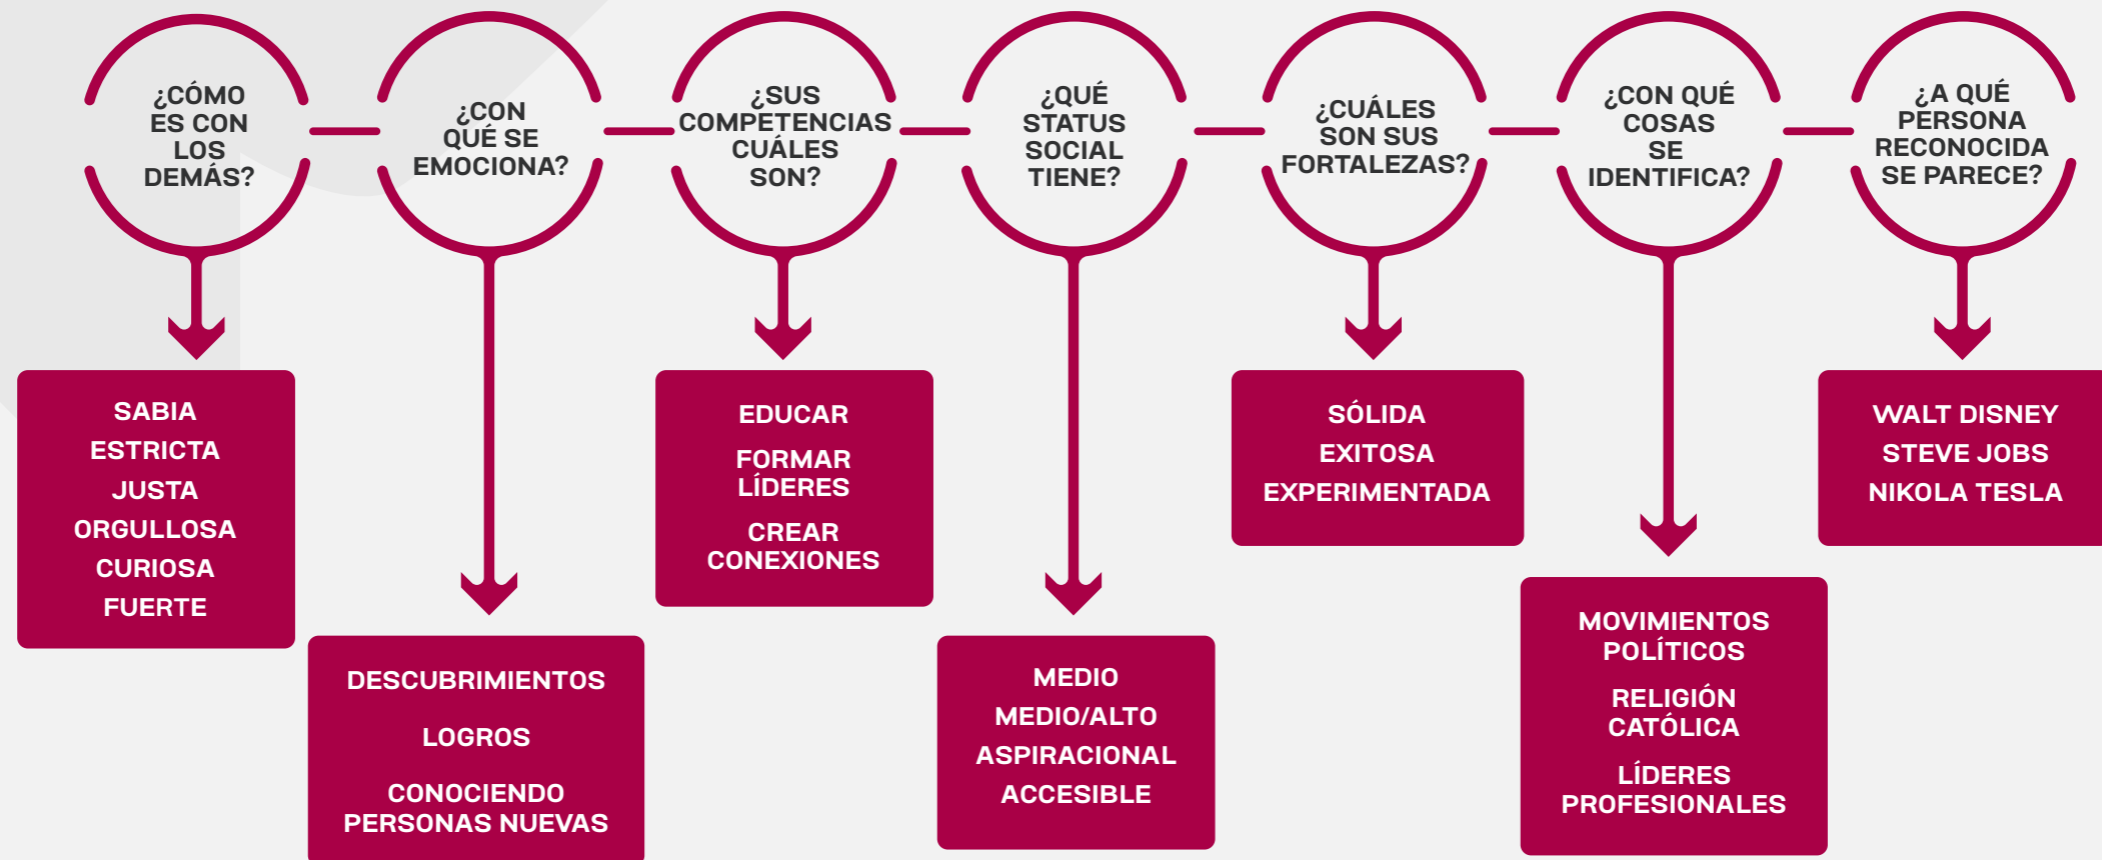 ¿CÓMO
ES CON
LOS
DEMÁS?
¿CON
QUÉ SE
EMOCIONA?
¿SUS
COMPETENCIAS
CUÁLES
SON?
¿QUÉ
STATUS
SOCIAL
TIENE?
¿CUÁLES
SON SUS
FORTALEZAS?
¿CON QUÉ
COSAS
SE
IDENTIFICA?
¿A QUÉ
PERSONA
RECONOCIDA
SE PARECE?
SABIA
ESTRICTA
JUSTA
ORGULLOSA
CURIOSA
FUERTE
DESCUBRIMIENTOS
LOGROS
CONOCIENDO
PERSONAS NUEVAS
EDUCAR
FORMAR
LÍDERES
CREAR
CONEXIONES
MEDIO
MEDIO/ALTO
ASPIRACIONAL
ACCESIBLE
SÓLIDA
EXITOSA
EXPERIMENTADA
MOVIMIENTOS
POLÍTICOS
RELIGIÓN
CATÓLICA
LÍDERES
PROFESIONALES
WALT DISNEY
STEVE JOBS
NIKOLA TESLA